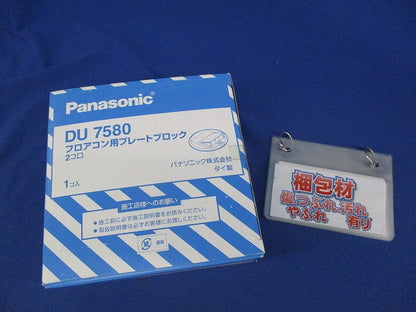 Panasonic
DU 7580
フロアコン用プレートブロック
2コ口
パナソニック株式会社
タイ製
1コ入
施工店様へのお願い
●施工前に必ず施工説明書をお読みください。
●取扱説明書は必ずお客様にお渡しください。
梱包材
傷つぶれ汚れ
やぶれ 有り